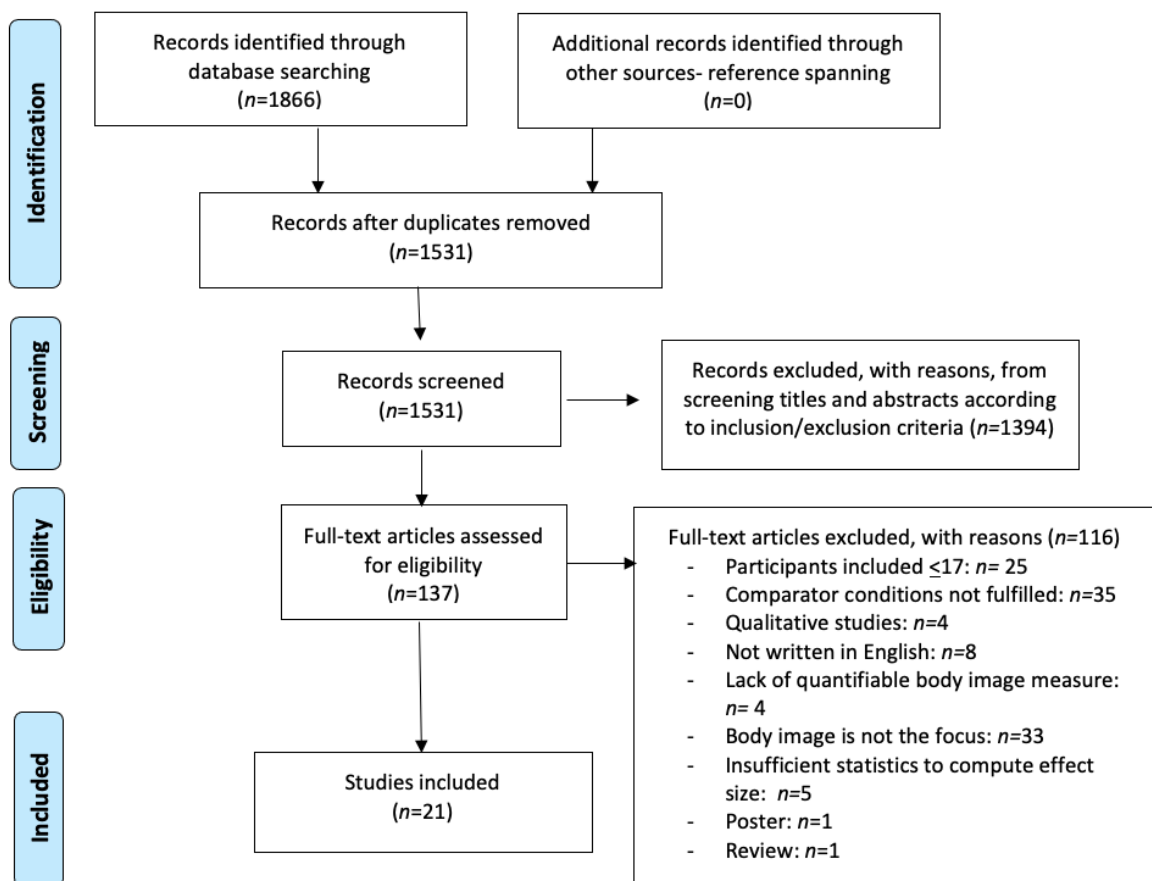 Identification
Records identified through
database searching
(n=1866)
Additional records identified through
other sources- reference spanning
(n=0)
Records after duplicates removed
(n=1531)
Screening
Records screened
(n=1531)
Records excluded, with reasons, from
screening titles and abstracts according
to inclusion/exclusion criteria (n=1394)
Eligibility
Full-text articles assessed
for eligibility
(n=137)
Full-text articles excluded, with reasons (n=116)
- Participants included ≤17: n= 25
- Comparator conditions not fulfilled: n=35
- Qualitative studies: n=4
- Not written in English: n=8
- Lack of quantifiable body image measure:
n= 4
- Body image is not the focus: n=33
- Insufficient statistics to compute effect
size: n=5
- Poster: n=1
- Review: n=1
Included
Studies included
(n=21)